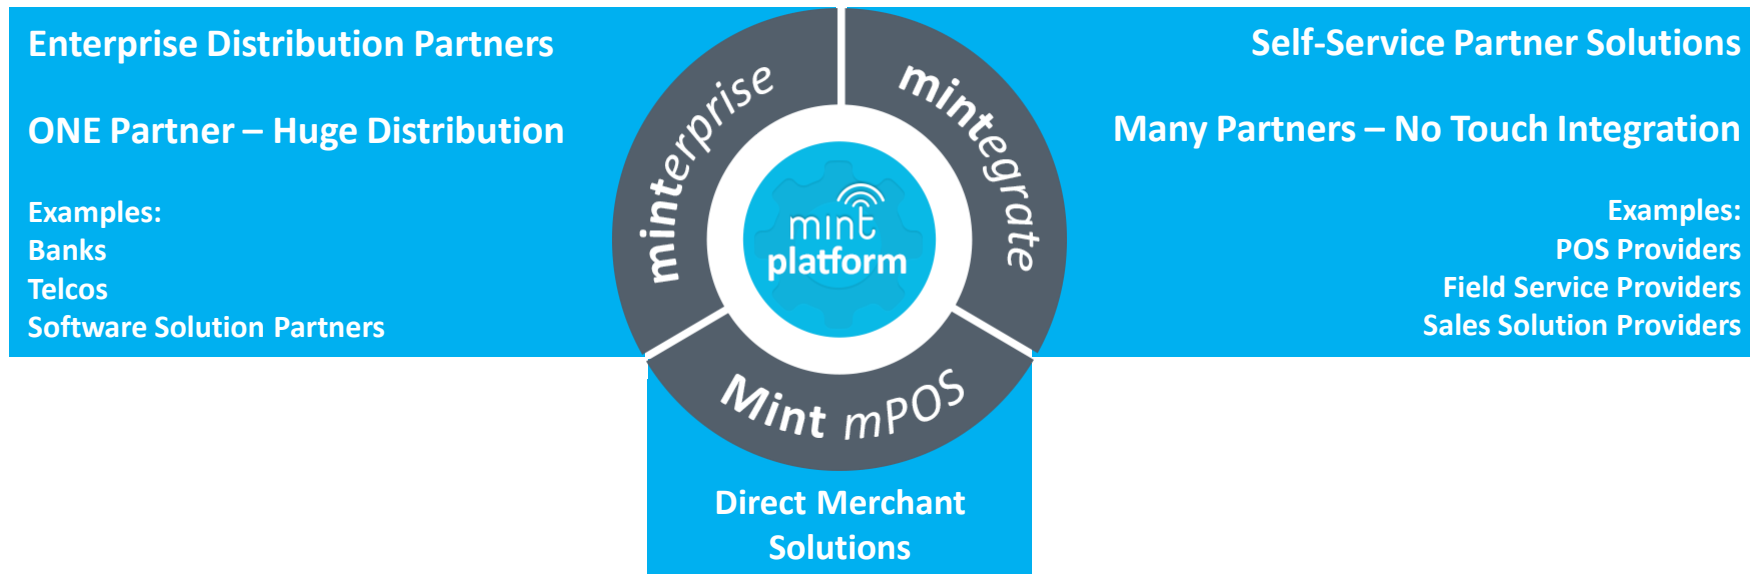 Enterprise Distribution Partners
ONE Partner – Huge Distribution
Examples:
Banks
Telcos
Software Solution Partners
minterprise
mintegrate
mint
platform
Mint mPOS
Self-Service Partner Solutions
Many Partners – No Touch Integration
Examples:
POS Providers
Field Service Providers
Sales Solution Providers
Direct Merchant
Solutions